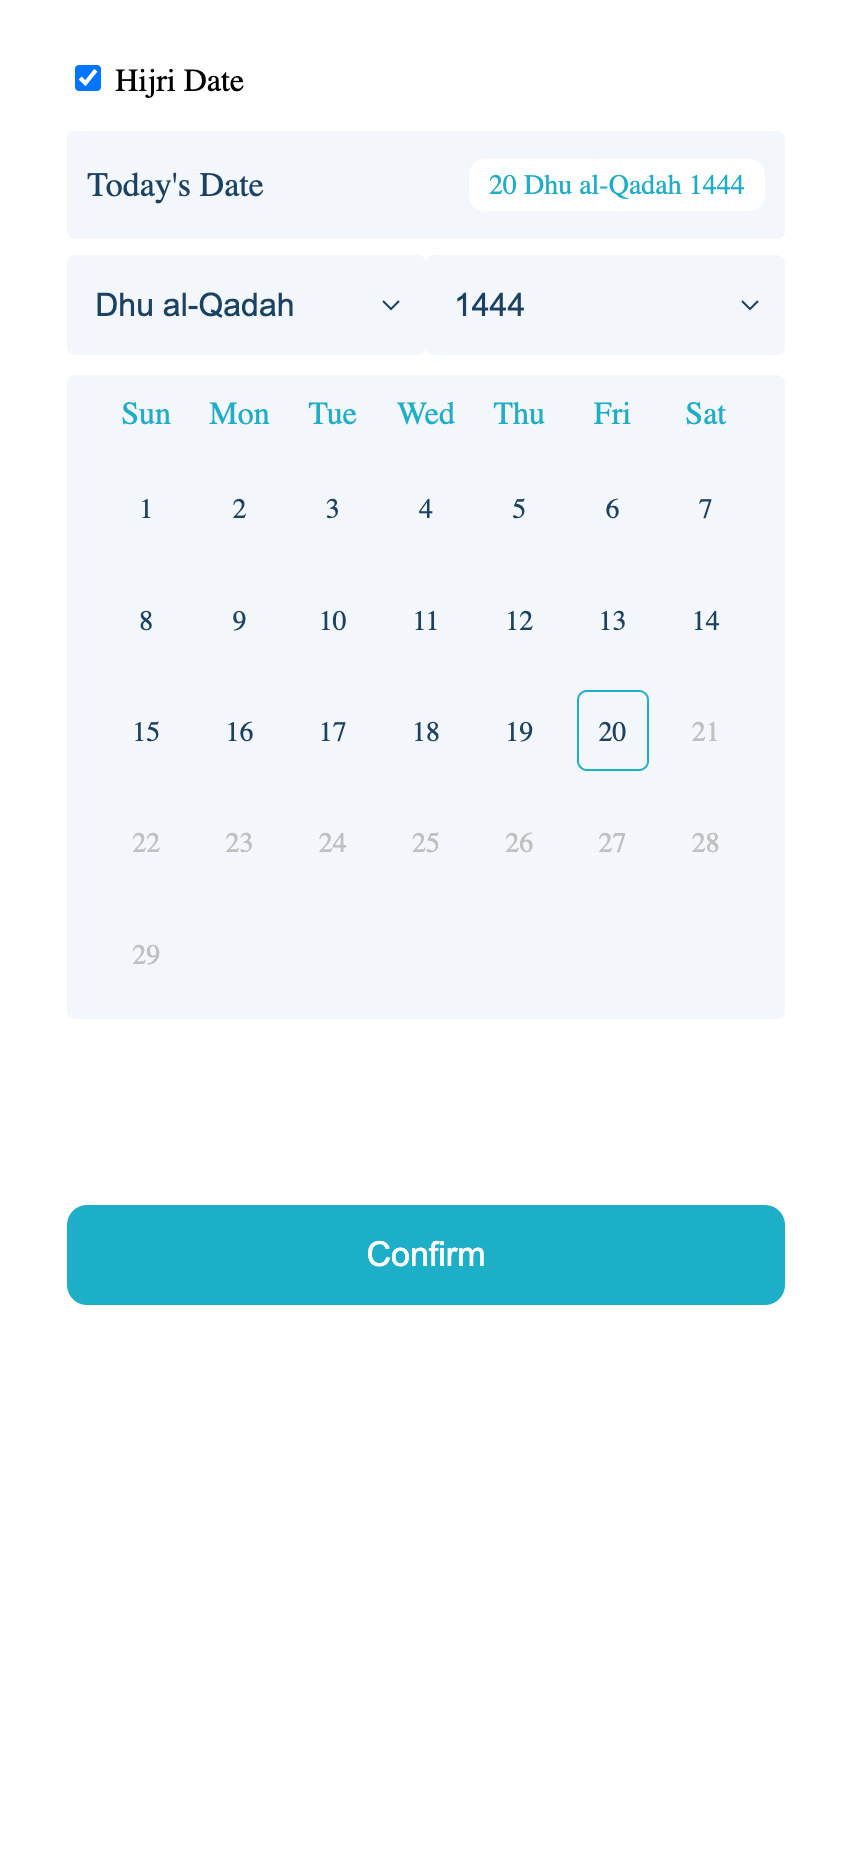 Hijri Date
Today's Date 20 Dhu al-Qadah 1444
Dhu al-Qadah 1444
Sun Mon Tue Wed Thu Fri Sat
1 2 3 4 5 6 7
8 9 10 11 12 13 14
15 16 17 18 19 20 21
22 23 24 25 26 27 28
29
Confirm